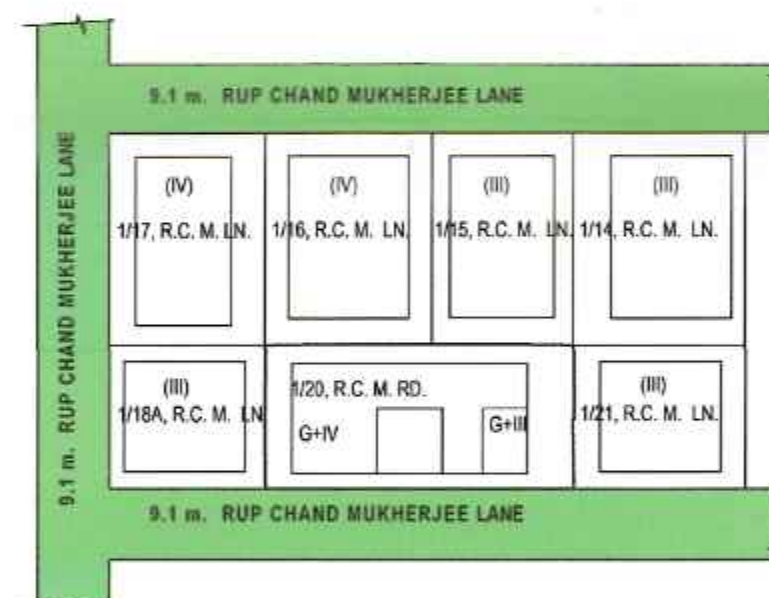 9.1 m. RUP CHAND MUKHERJEE LANE
9.1 m. RUP CHAND MUKHERJEE LANE
(IV)
1/17, R.C. M. LN.
(IV)
1/16, R.C. M. LN.
(III)
1/15, R.C. M. LN.
(III)
1/14, R.C. M. LN.
(III)
1/18A, R.C. M. LN
1/20, R.C. M. RD.
G+IV
G+III
(III)
1/21, R.C. M. LN.
9.1 m. RUP CHAND MUKHERJEE LANE